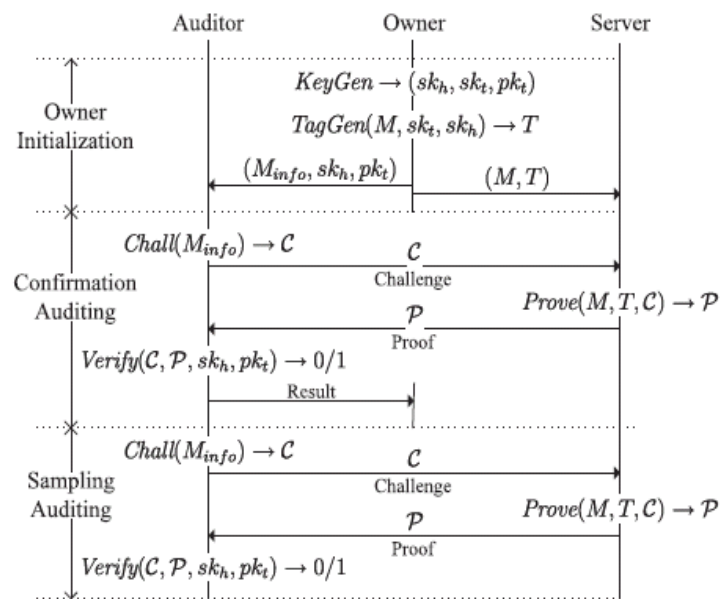 Auditor Owner Server
KeyGen → (sk_h, sk_t, pk_t)
Owner
Initialization
TagGen(M, sk_t, sk_h) → T
(M_info, sk_h, pk_t) (M, T)
Chall(M_info) → 𝒞
𝒞
Challenge
Confirmation
Auditing
Prove(M, T, 𝒞) → 𝒫
𝒫
Proof
Verify(𝒞, 𝒫, sk_h, pk_t) → 0/1
Result
Chall(M_info) → 𝒞
𝒞
Challenge
Sampling
Auditing
Prove(M, T, 𝒞) → 𝒫
𝒫
Proof
Verify(𝒞, 𝒫, sk_h, pk_t) → 0/1